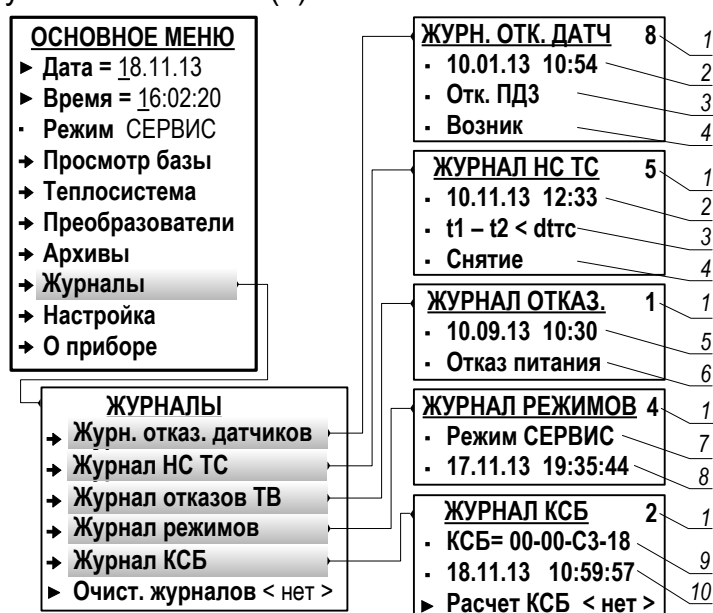 ОСНОВНОЕ МЕНЮ
► Дата = 18.11.13
► Время = 16:02:20
· Режим СЕРВИС
→ Просмотр базы
→ Теплосистема
→ Преобразователи
→ Архивы
→ Журналы
→ Настройка
→ О приборе
ЖУРНАЛЫ
→ Журн. отказ. датчиков
→ Журнал НС ТС
→ Журнал отказов ТВ
→ Журнал режимов
→ Журнал КСБ
► Очист. журналов < нет >
ЖУРН. ОТК. ДАТЧ 8 1
· 10.01.13 10:54 2
· Отк. ПД3 3
· Возник 4
ЖУРНАЛ НС ТС 5 1
· 10.11.13 12:33 2
· t1 – t2 < dtтс 3
· Снятие 4
ЖУРНАЛ ОТКАЗ. 1 1
· 10.09.13 10:30 5
· Отказ питания 6
ЖУРНАЛ РЕЖИМОВ 4 1
· Режим СЕРВИС 7
· 17.11.13 19:35:44 8
ЖУРНАЛ КСБ 2 1
· КСБ= 00-00-С3-18 9
· 18.11.13 10:59:57 10
► Расчет КСБ < нет >